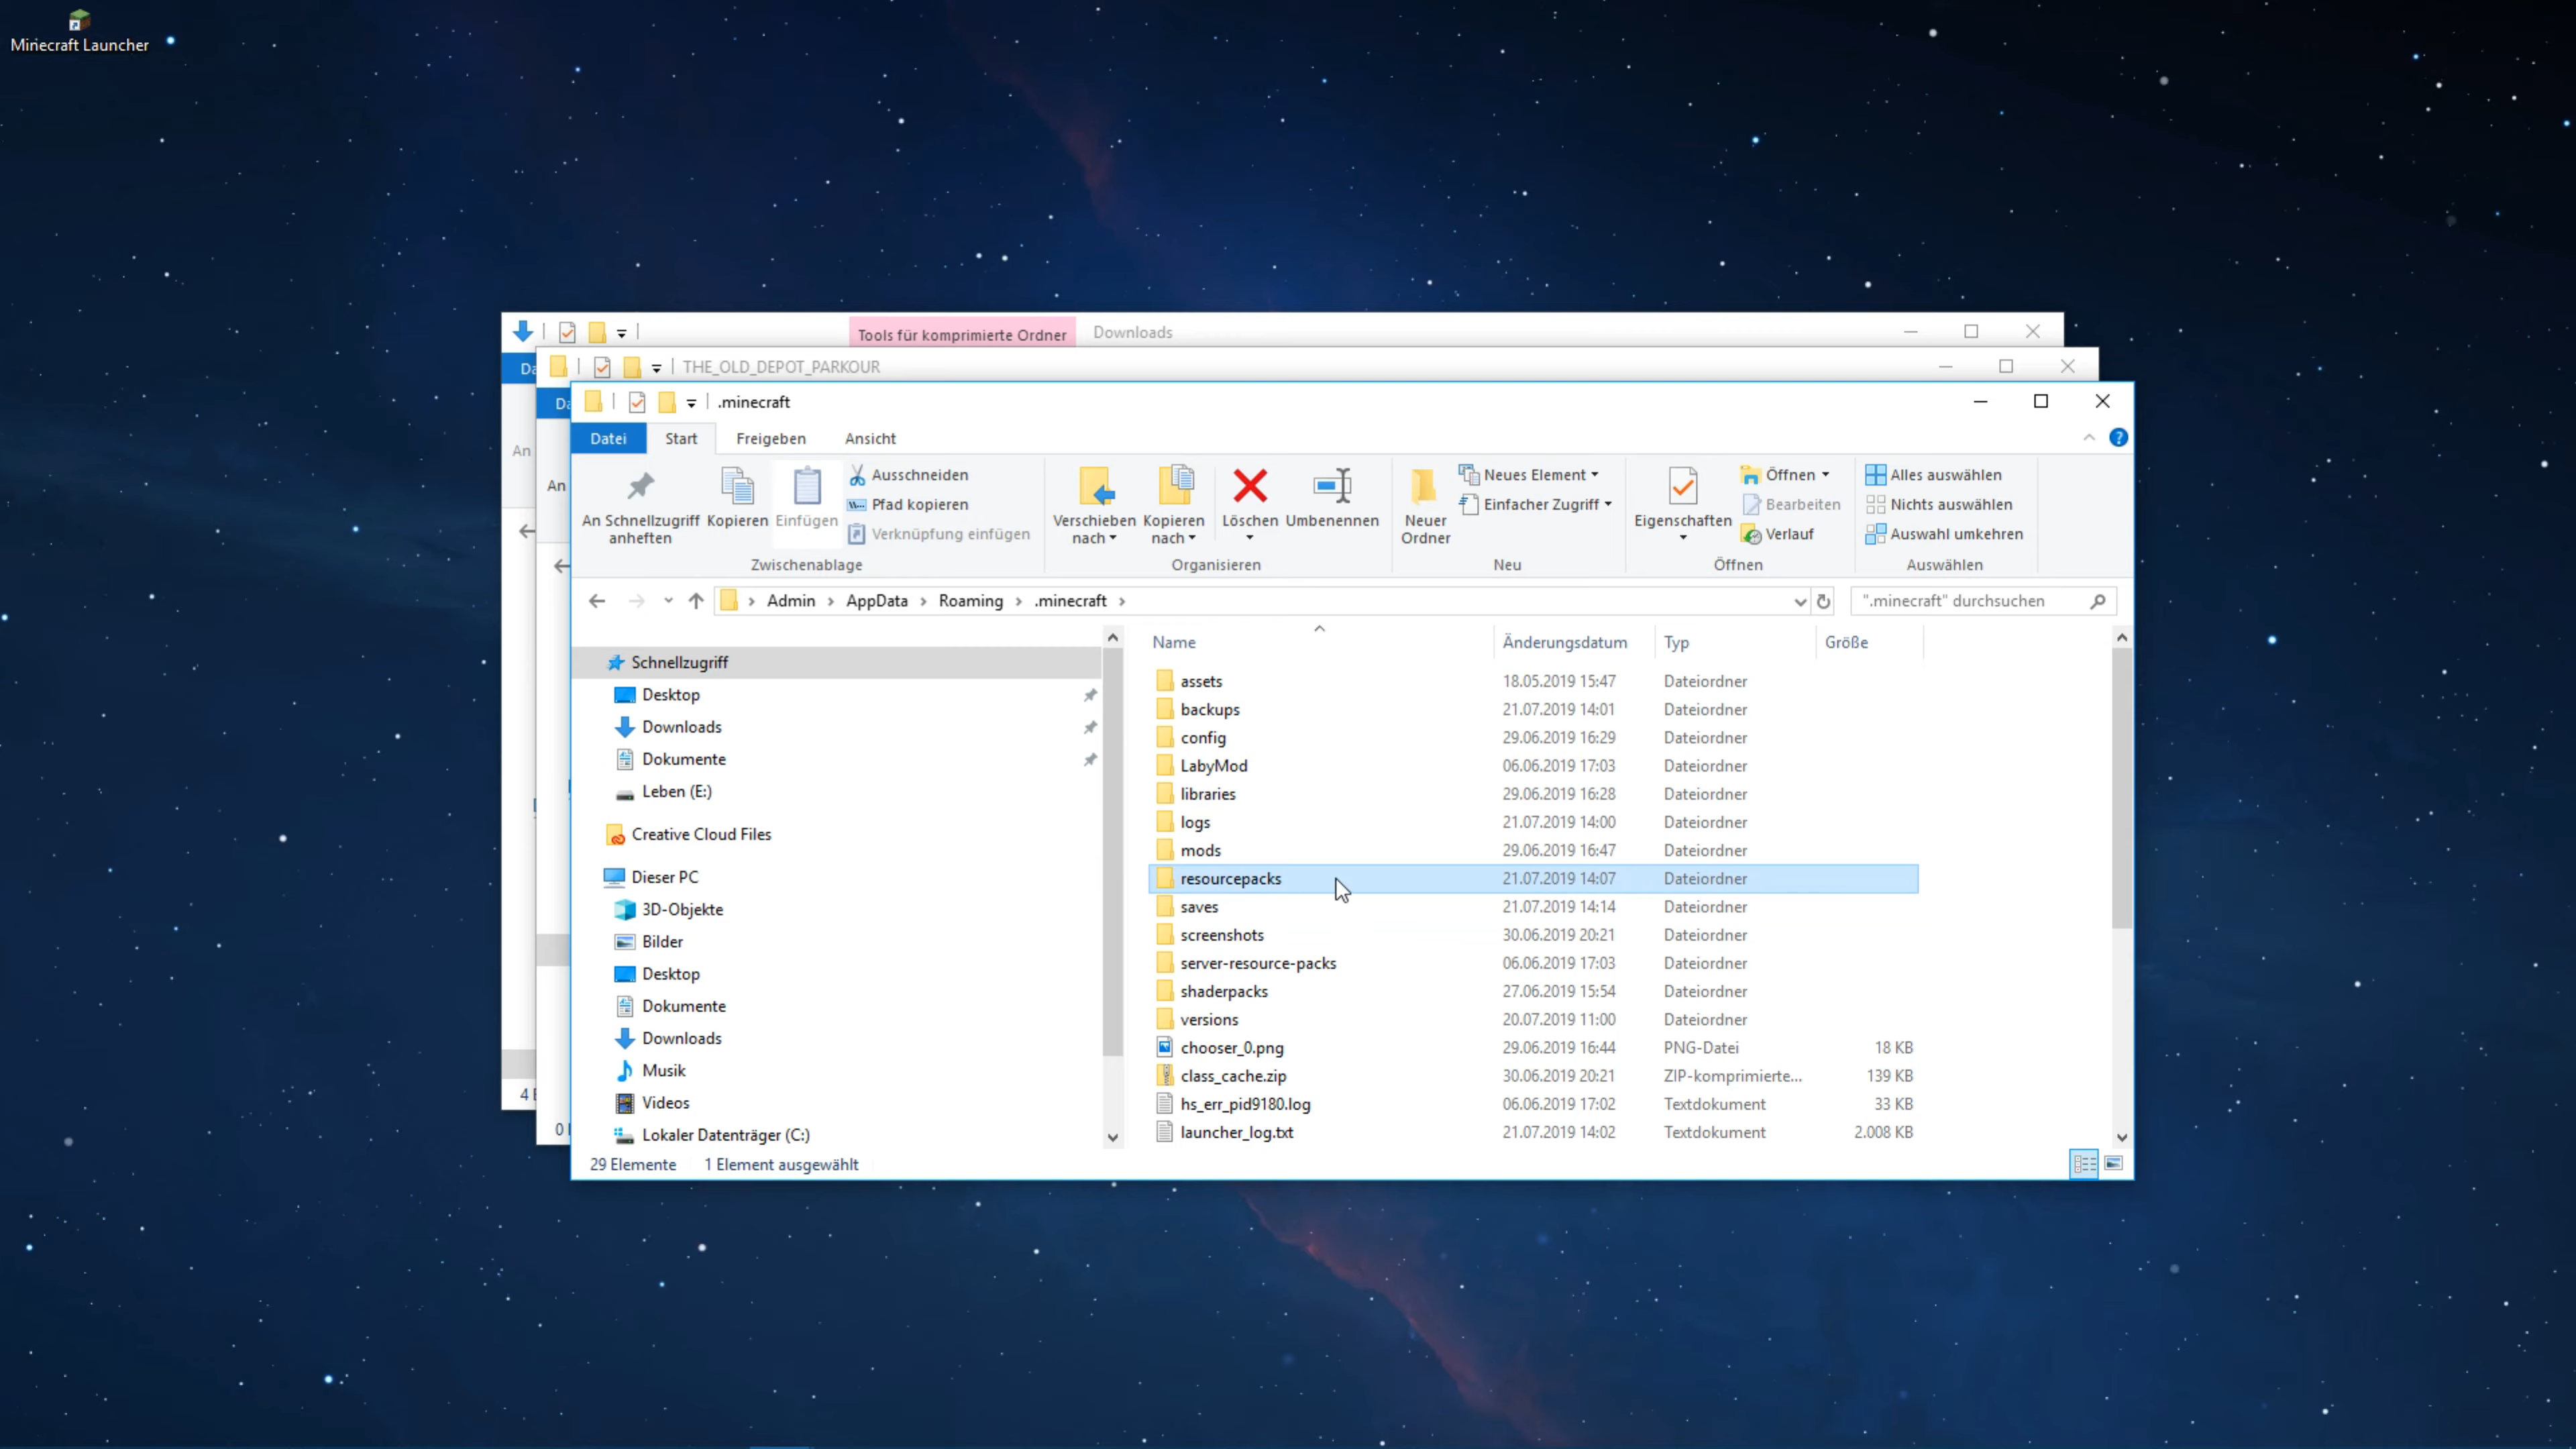 Minecraft Launcher
Tools für komprimierte Ordner Downloads
THE_OLD_DEPOT_PARKOUR
.minecraft
Datei Start Freigeben Ansicht
An Schnellzugriff anheften
Kopieren
Einfügen
Ausschneiden
Pfad kopieren
Verknüpfung einfügen
Zwischenablage
Verschieben nach
Kopieren nach
Löschen
Umbenennen
Organisieren
Neuer Ordner
Neues Element
Einfacher Zugriff
Neu
Eigenschaften
Öffnen
Bearbeiten
Verlauf
Öffnen
Alles auswählen
Nichts auswählen
Auswahl umkehren
Auswählen
Admin AppData Roaming .minecraft
".minecraft" durchsuchen
Schnellzugriff
Desktop
Downloads
Dokumente
Leben (E:)
Creative Cloud Files
Dieser PC
3D-Objekte
Bilder
Desktop
Dokumente
Downloads
Musik
Videos
Lokaler Datenträger (C:)
Name Änderungsdatum Typ Größe
assets 18.05.2019 15:47 Dateiordner
backups 21.07.2019 14:01 Dateiordner
config 29.06.2019 16:29 Dateiordner
LabyMod 06.06.2019 17:03 Dateiordner
libraries 29.06.2019 16:28 Dateiordner
logs 21.07.2019 14:00 Dateiordner
mods 29.06.2019 16:47 Dateiordner
resourcepacks 21.07.2019 14:07 Dateiordner
saves 21.07.2019 14:14 Dateiordner
screenshots 30.06.2019 20:21 Dateiordner
server-resource-packs 06.06.2019 17:03 Dateiordner
shaderpacks 27.06.2019 15:54 Dateiordner
versions 20.07.2019 11:00 Dateiordner
chooser_0.png 29.06.2019 16:44 PNG-Datei 18 KB
class_cache.zip 30.06.2019 20:21 ZIP-komprimierte... 139 KB
hs_err_pid9180.log 06.06.2019 17:02 Textdokument 33 KB
launcher_log.txt 21.07.2019 14:02 Textdokument 2.008 KB
29 Elemente 1 Element ausgewählt